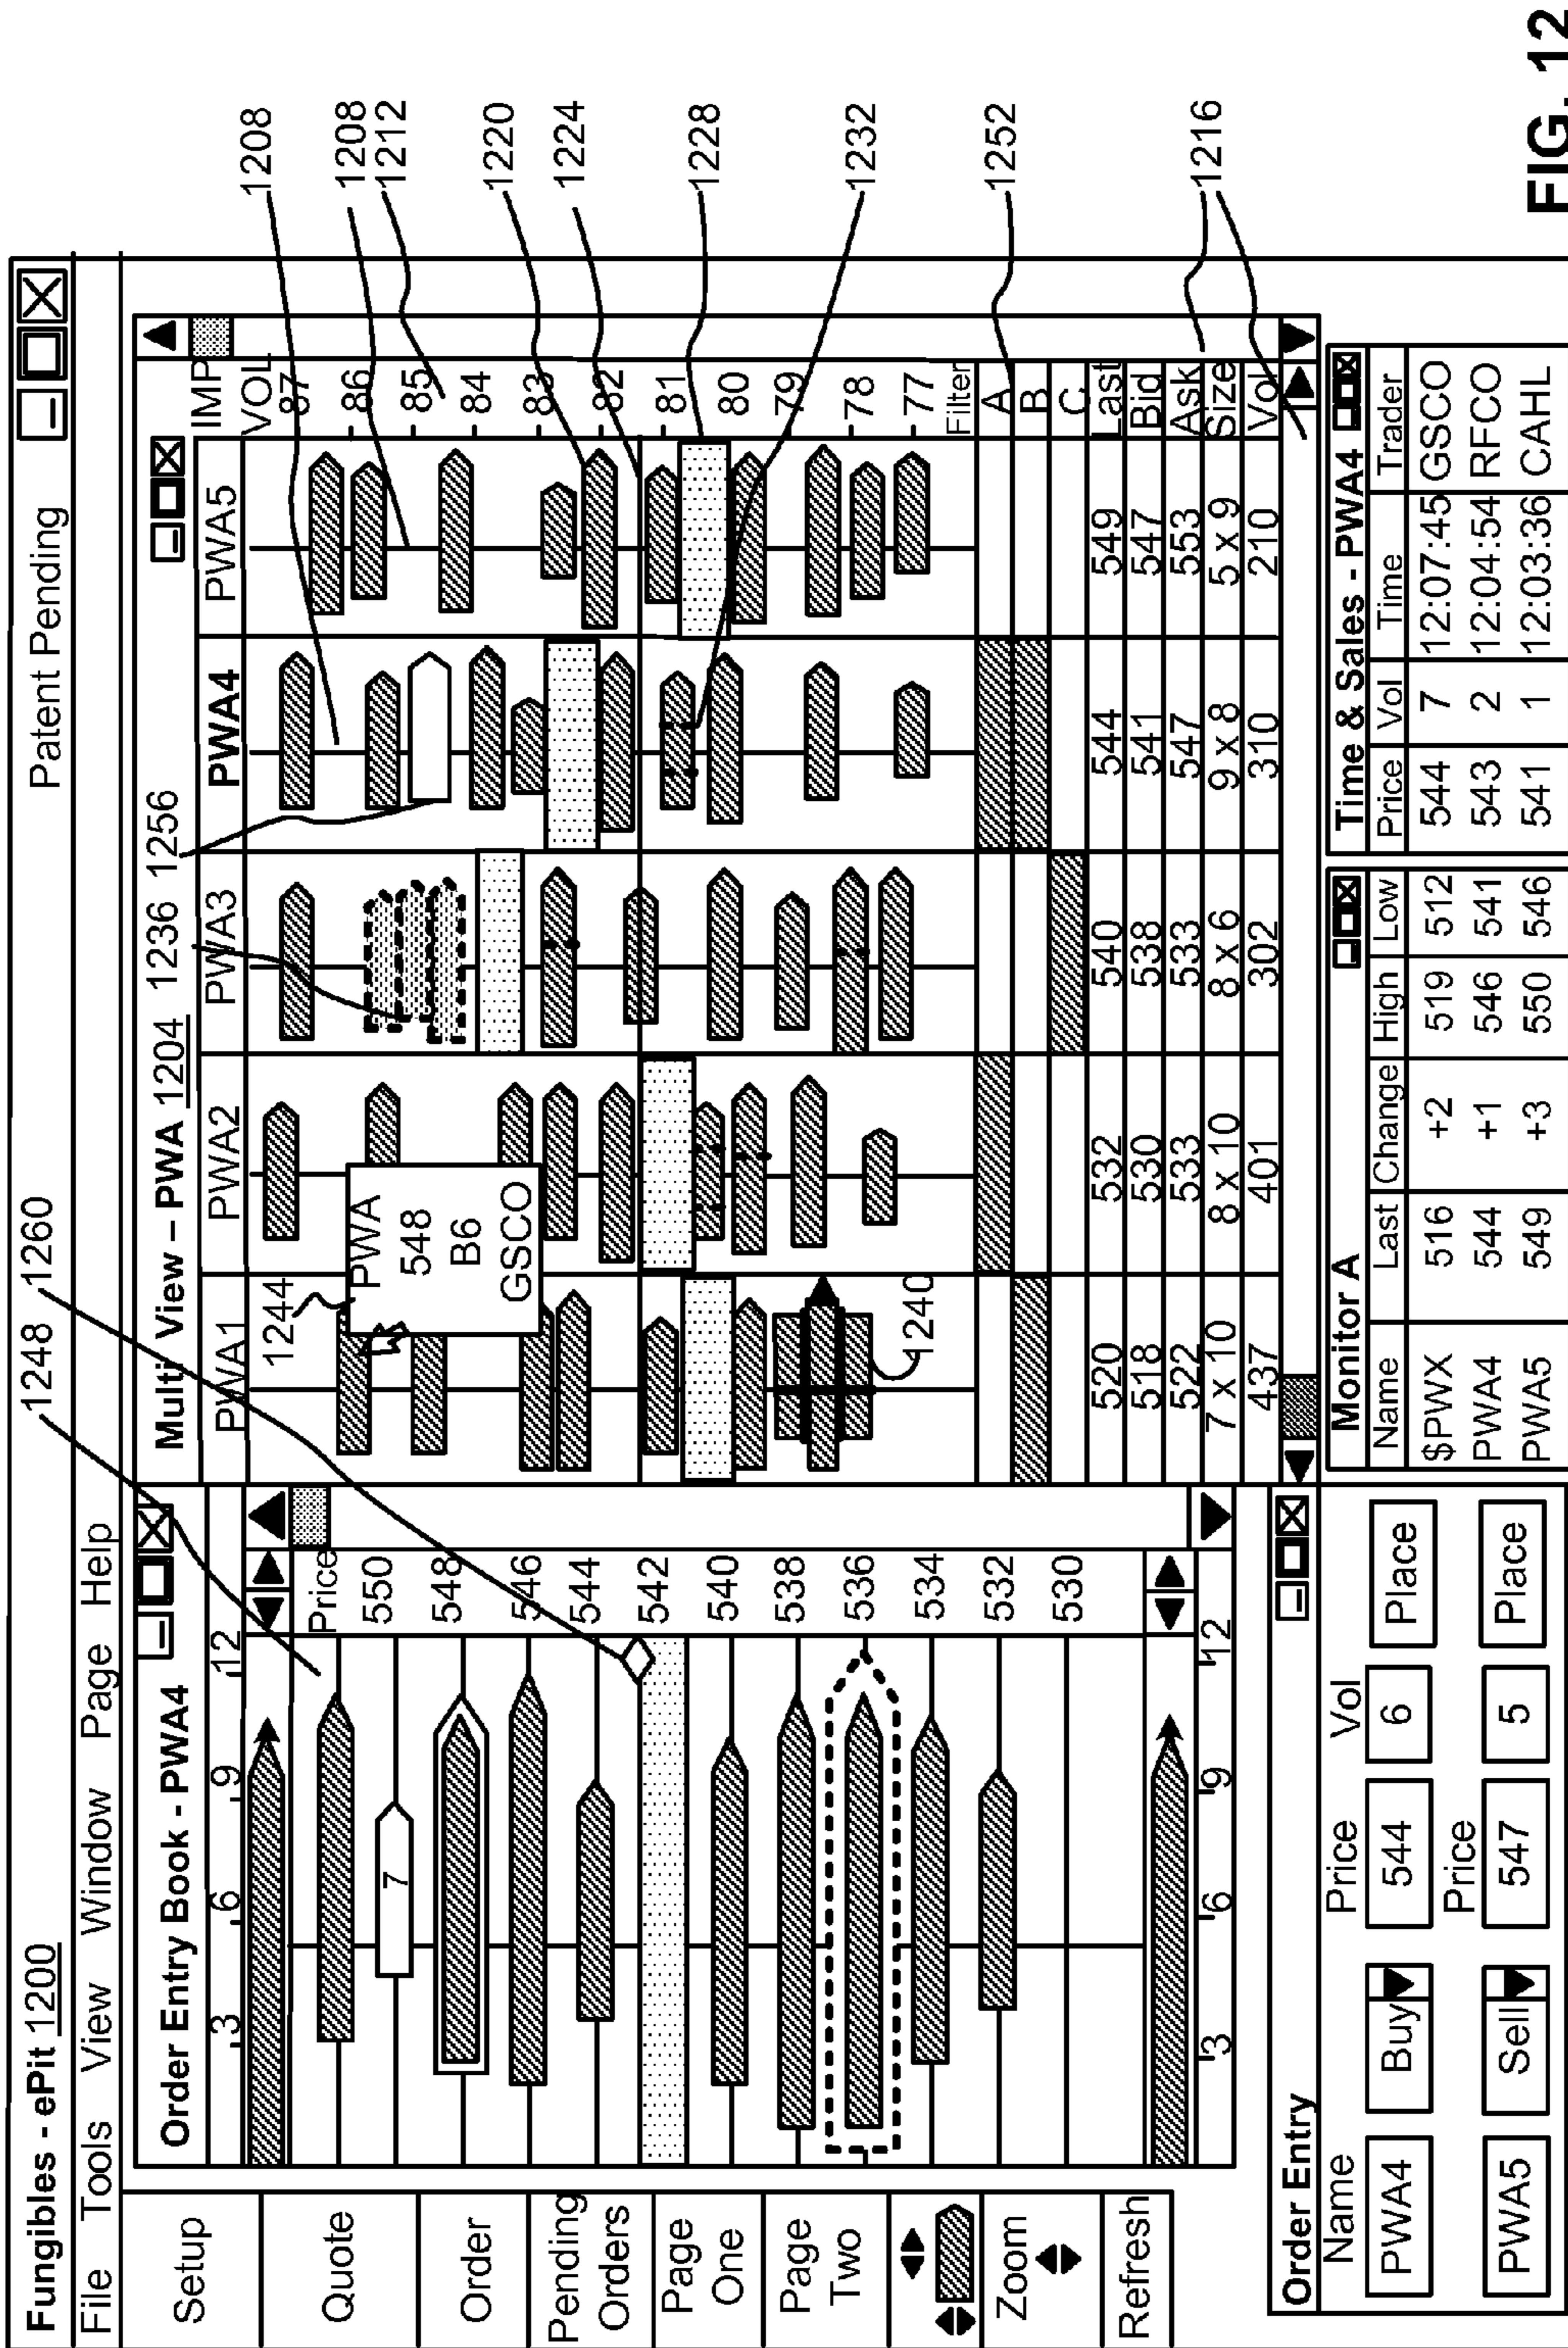 Fungibles - ePit 1200
Patent Pending
File Tools View Window Page Help
1248
1260
Setup
Quote
Order
Pending
Orders
Page
One
Page
Two
Zoom
Refresh
Order Entry Book - PWA4
3 6 9 12
Price
550
7
548
546
544
542
540
538
536
534
532
530
3 6 9 12
Multi View – PWA 1204
1236
1256
PWA1 PWA2 PWA3 PWA4 PWA5
IMP
VOL
1244
PWA
548
B6
GSCO
1240
87
86
85
84
83
82
81
80
79
78
77
Filter
A
B
C
520 532 540 544 549 Last
518 530 538 541 547 Bid
522 533 533 547 553 Ask
7 x 10 8 x 10 8 x 6 9 x 8 5 x 9 Size
437 401 302 310 210 Vol
1208
1208
1212
1220
1224
1228
1232
1252
1216
Order Entry
Name Price Vol
PWA4 Buy 544 6 Place
Price
PWA5 Sell 547 5 Place
Monitor A
Name Last Change High Low
$PWX 516 +2 519 512
PWA4 544 +1 546 541
PWA5 549 +3 550 546
Time & Sales - PWA4
Price Vol Time Trader
544 7 12:07:45 GSCO
543 2 12:04:54 RFCO
541 1 12:03:36 CAHL
FIG. 12